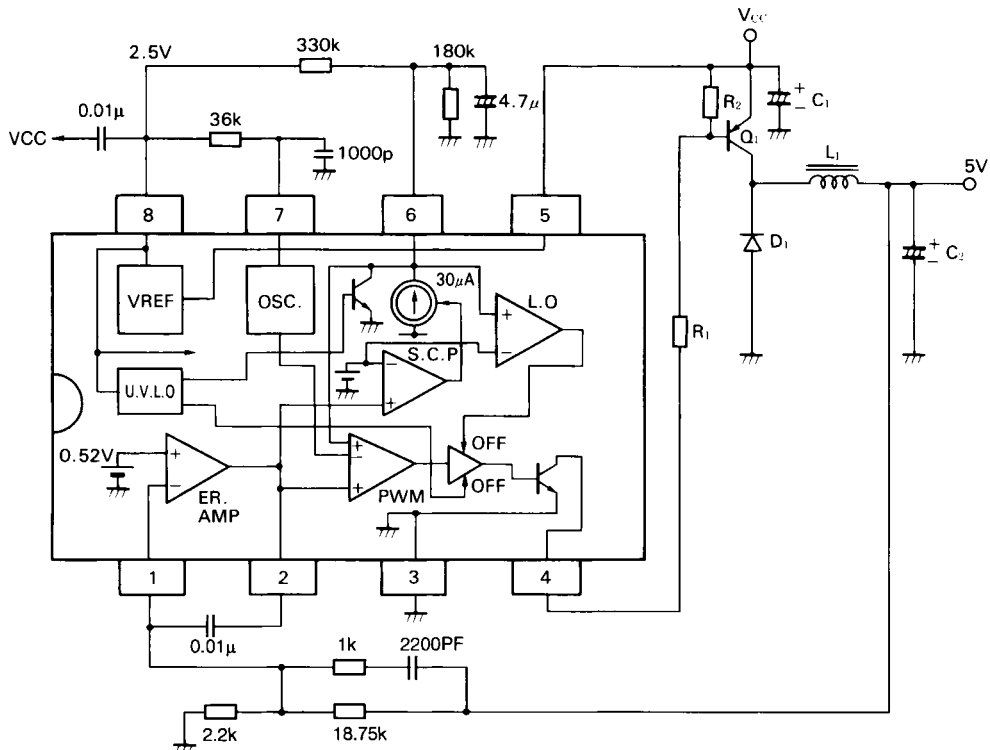 VCC
2.5V
330k
180k
0.01μ
4.7μ
R2
+
−
C1
VCC
36k
Q1
1000p
L1
5V
8
7
6
5
30μA
D1
+
−
C2
VREF
OSC.
L.O
+
−
S.C.P
R1
U.V.L.O
−
+
OFF
0.52V
+
−
+
−
+
ER.
AMP
PWM
OFF
1
2
3
4
0.01μ
1k
2200PF
2.2k
18.75k